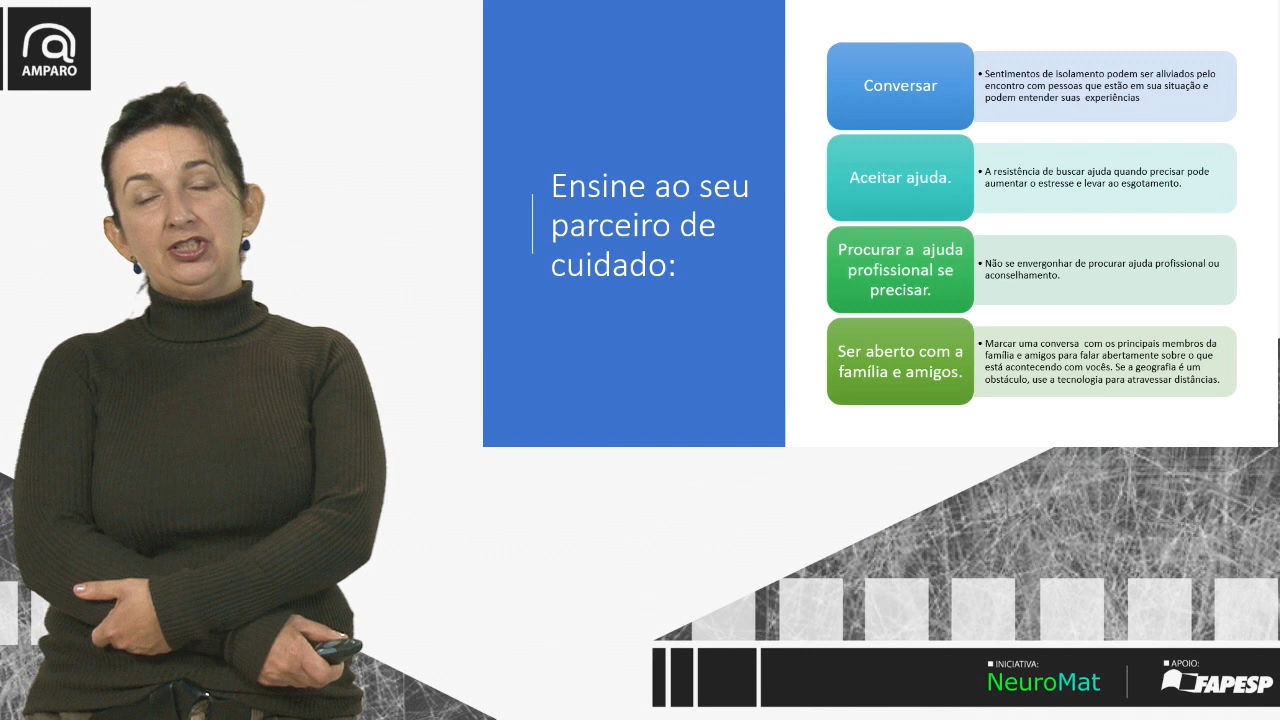 AMPARO
Ensine ao seu
parceiro de
cuidado:
Conversar
• Sentimentos de isolamento podem ser aliviados pelo
encontro com pessoas que estão em sua situação e
podem entender suas experiências
Aceitar ajuda.
• A resistência de buscar ajuda quando precisar pode
aumentar o estresse e levar ao esgotamento.
Procurar a ajuda
profissional se
precisar.
• Não se envergonhar de procurar ajuda profissional ou
aconselhamento.
Ser aberto com a
família e amigos.
• Marcar uma conversa com os principais membros da
família e amigos para falar abertamente sobre o que
está acontecendo com vocês. Se a geografia é um
obstáculo, use a tecnologia para atravessar distâncias.
INICIATIVA:
NeuroMat
APOIO:
FAPESP